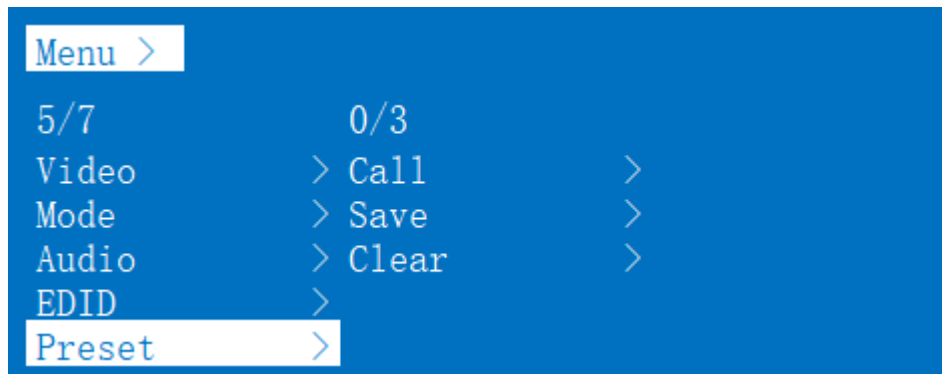 Menu >
5/7 0/3
Video > Call >
Mode > Save >
Audio > Clear >
EDID >
Preset >